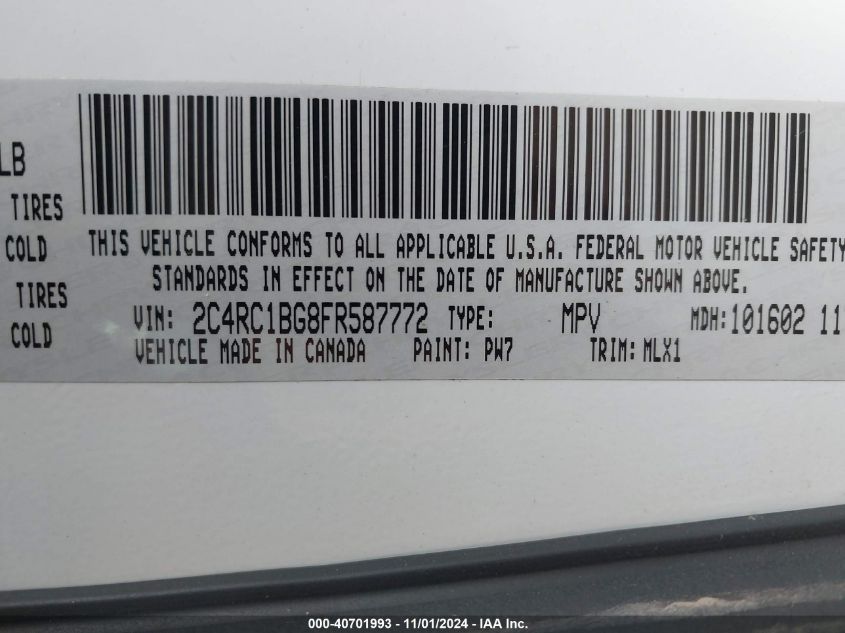 LB
THIS VEHICLE CONFORMS TO ALL APPLICABLE U.S.A. FEDERAL MOTOR VEHICLE SAFETY
STANDARDS IN EFFECT ON THE DATE OF MANUFACTURE SHOWN ABOVE.
TIRES
COLD
TIRES
COLD
VIN: 2C4RC1BG8FR587772 TYPE: MPV MDH: 101602 11
VEHICLE MADE IN CANADA PAINT: PW7 TRIM: MLX1
000-40701993 - 11/01/2024 - IAA Inc.